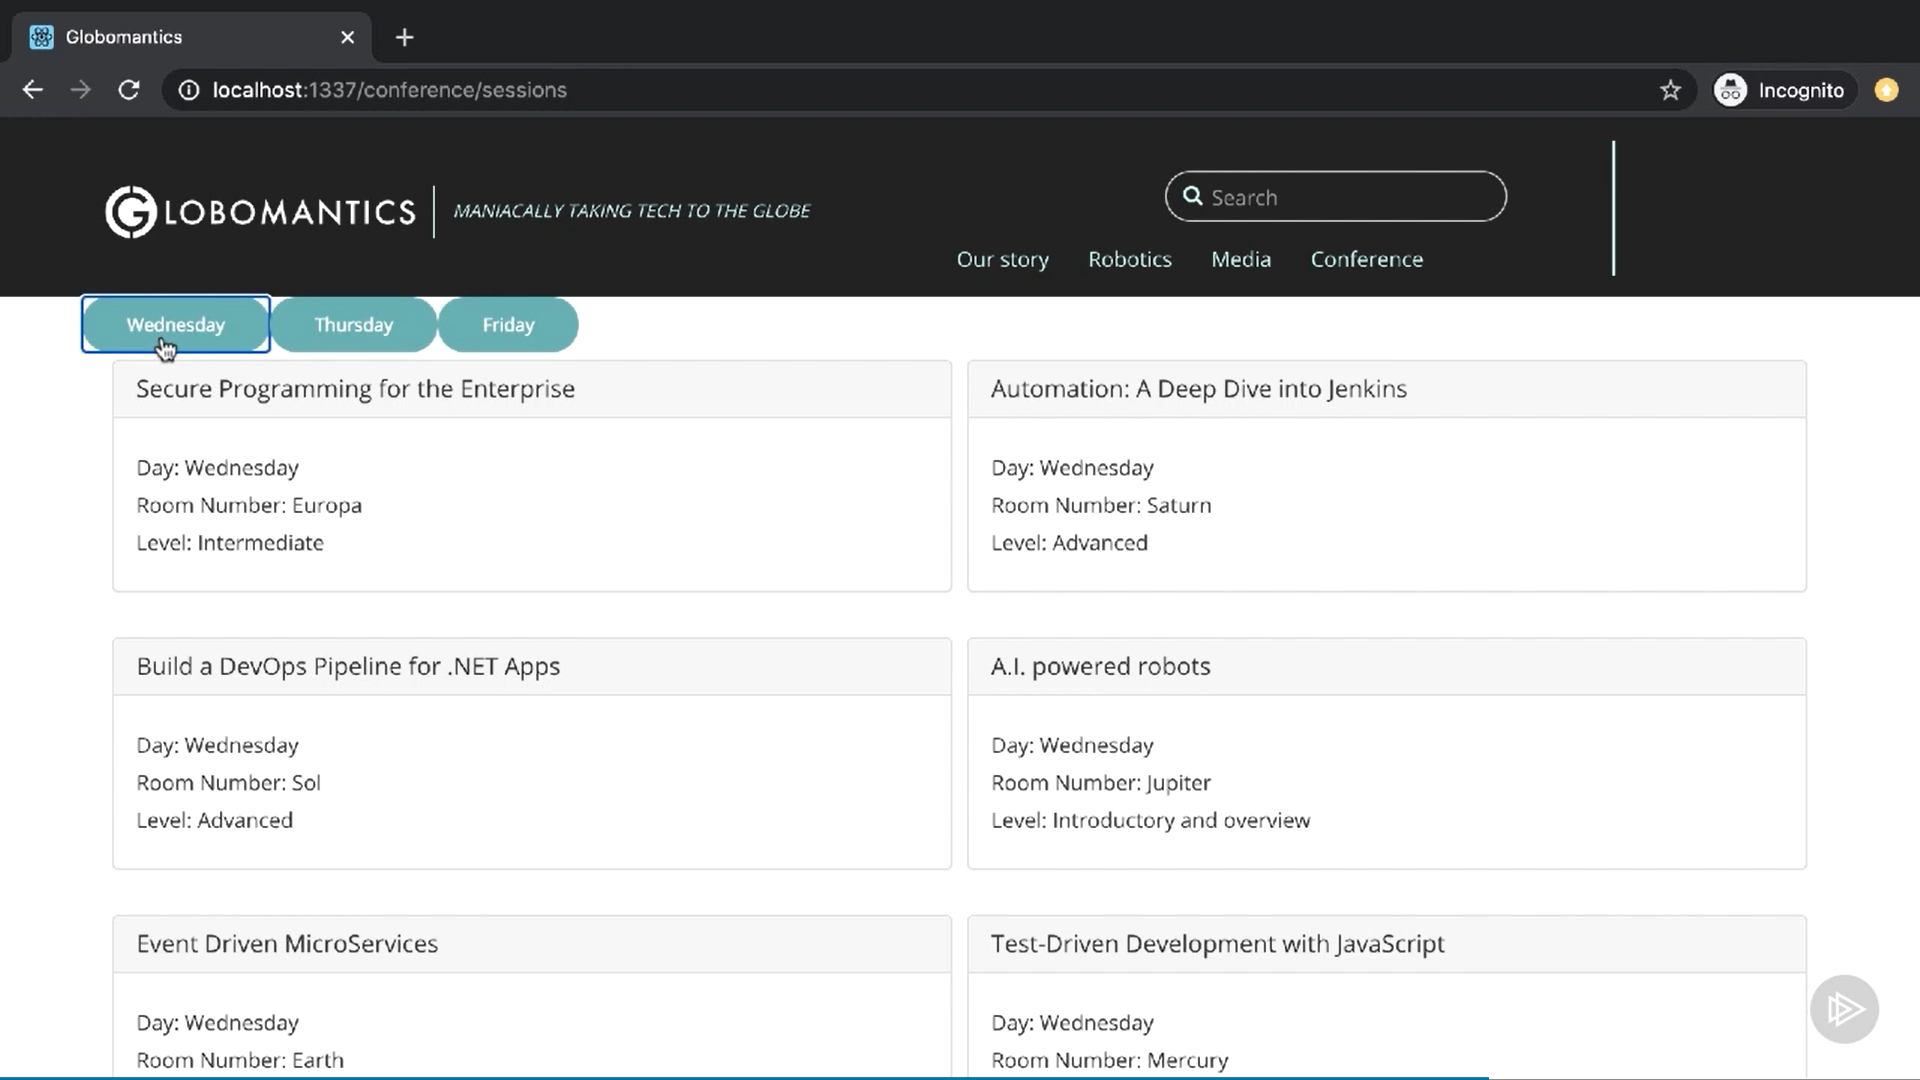 Globomantics
localhost:1337/conference/sessions
Incognito
GLOBOMANTICS
MANIACALLY TAKING TECH TO THE GLOBE
Search
Our story Robotics Media Conference
Wednesday Thursday Friday
Secure Programming for the Enterprise
Day: Wednesday
Room Number: Europa
Level: Intermediate
Automation: A Deep Dive into Jenkins
Day: Wednesday
Room Number: Saturn
Level: Advanced
Build a DevOps Pipeline for .NET Apps
Day: Wednesday
Room Number: Sol
Level: Advanced
A.I. powered robots
Day: Wednesday
Room Number: Jupiter
Level: Introductory and overview
Event Driven MicroServices
Day: Wednesday
Room Number: Earth
Test-Driven Development with JavaScript
Day: Wednesday
Room Number: Mercury